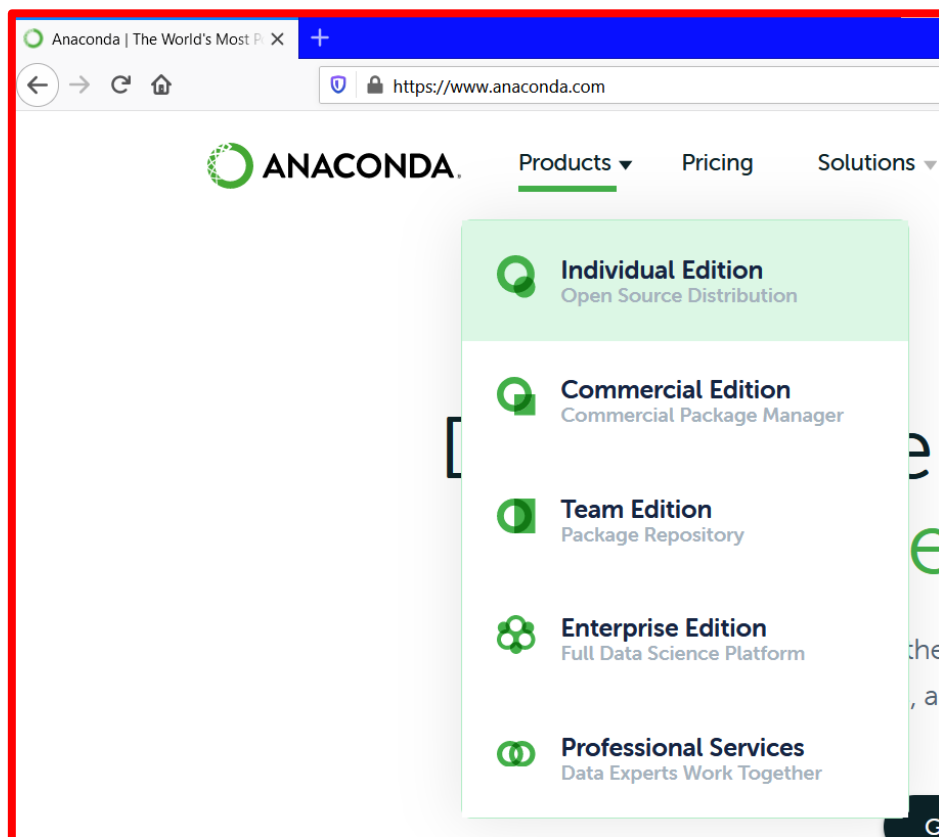 Anaconda | The World's Most P
https://www.anaconda.com
ANACONDA. Products Pricing Solutions
Individual Edition
Open Source Distribution
Commercial Edition
Commercial Package Manager
Team Edition
Package Repository
Enterprise Edition
Full Data Science Platform
the
, a
Professional Services
Data Experts Work Together
G